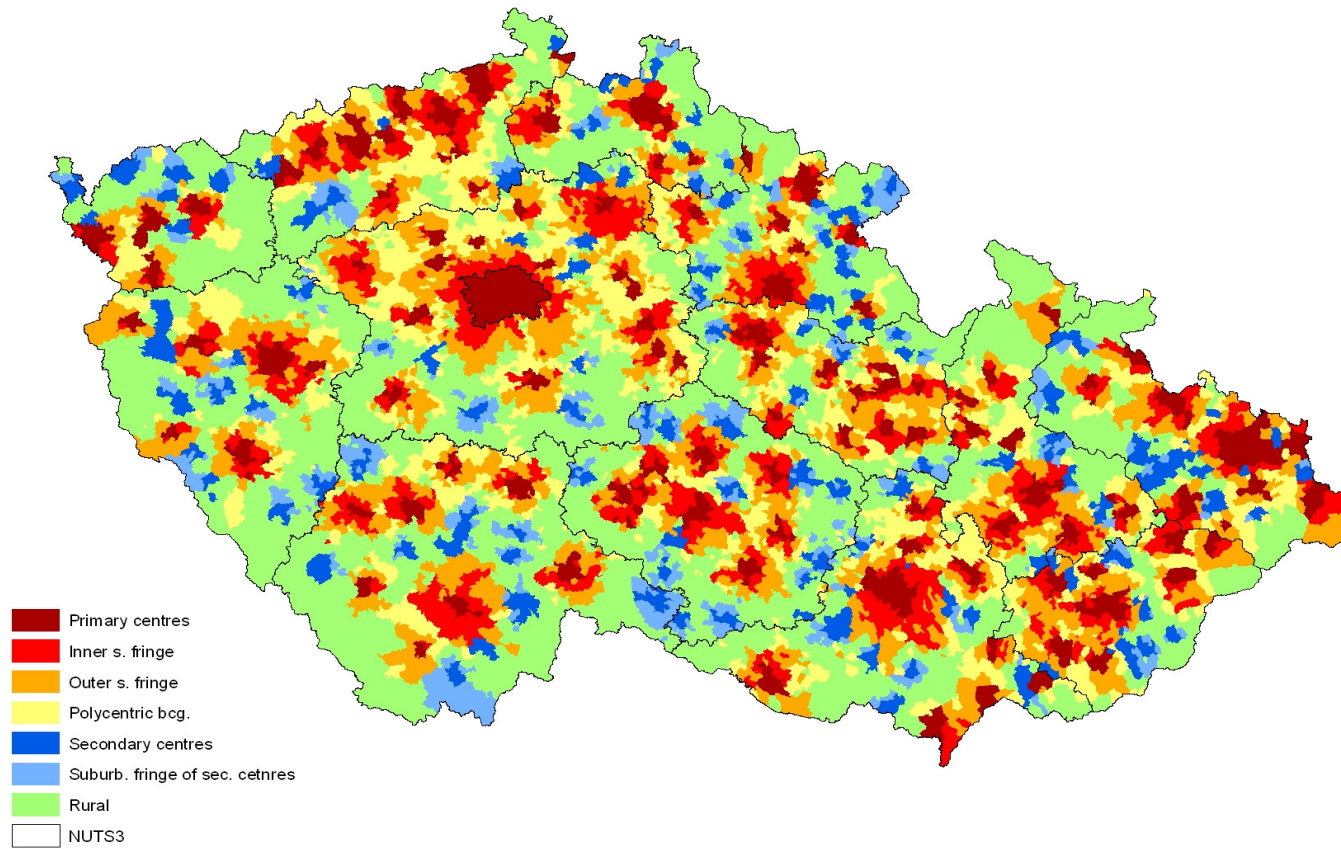 Primary centres
Inner s. fringe
Outer s. fringe
Polycentric bcg.
Secondary centres
Suburb. fringe of sec. cetnres
Rural
NUTS3